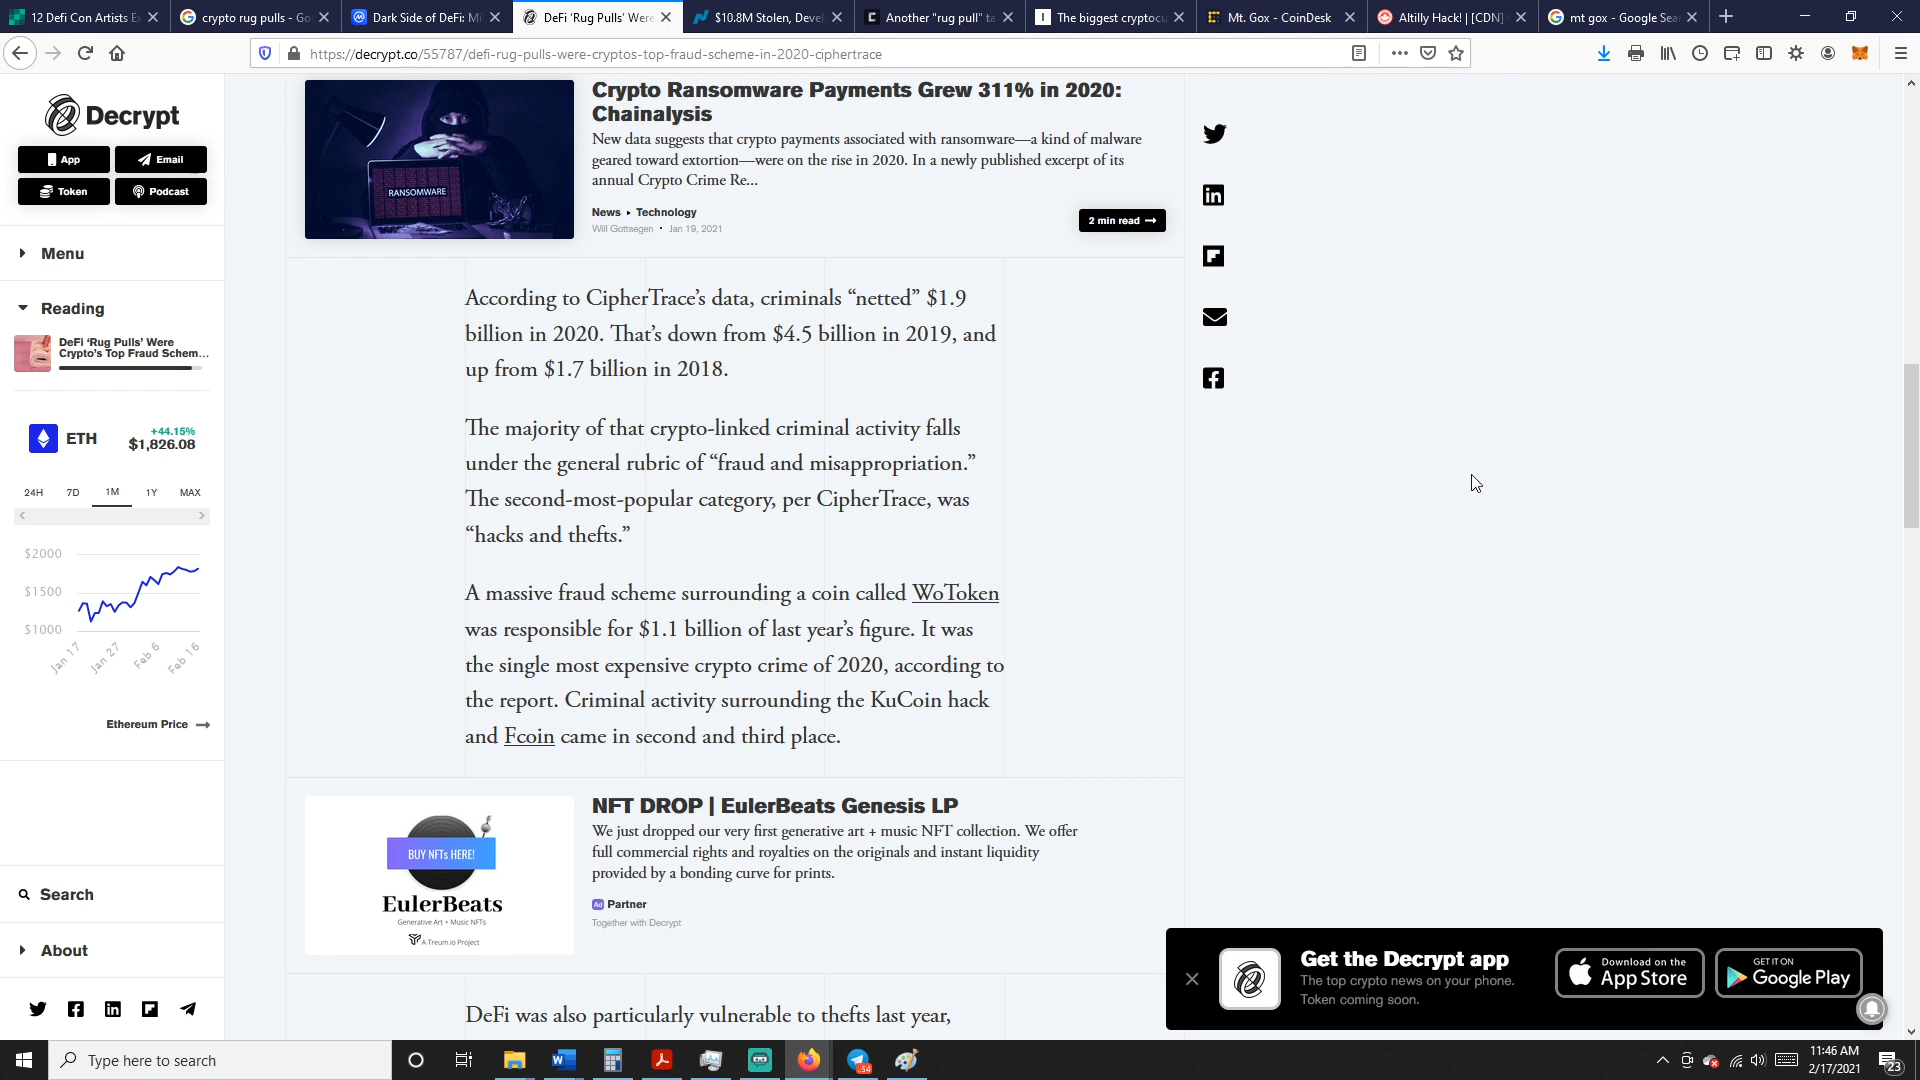 12 Defi Con Artists Ex
crypto rug pulls - Go
Dark Side of DeFi: Mi
DeFi ‘Rug Pulls’ Were
$10.8M Stolen, Devel
Another "rug pull" ta
The biggest cryptocu
Mt. Gox - CoinDesk
Altilly Hack! | [CDN]
mt gox - Google Sea
https://decrypt.co/55787/defi-rug-pulls-were-cryptos-top-fraud-scheme-in-2020-ciphertrace
Decrypt
App
Email
Token
Podcast
Menu
Reading
DeFi ‘Rug Pulls’ Were
Crypto’s Top Fraud Schem...
ETH
+44.15%
$1,826.08
24H 7D 1M 1Y MAX
$2000
$1500
$1000
Jan 17 Jan 27 Feb 6 Feb 16
Ethereum Price
Search
About
Crypto Ransomware Payments Grew 311% in 2020:
Chainalysis
New data suggests that crypto payments associated with ransomware—a kind of malware
geared toward extortion—were on the rise in 2020. In a newly published excerpt of its
annual Crypto Crime Re...
RANSOMWARE
News ‣ Technology
Will Gottsegen • Jan 19, 2021
2 min read
According to CipherTrace’s data, criminals “netted” $1.9
billion in 2020. That’s down from $4.5 billion in 2019, and
up from $1.7 billion in 2018.
The majority of that crypto-linked criminal activity falls
under the general rubric of “fraud and misappropriation.”
The second-most-popular category, per CipherTrace, was
“hacks and thefts.”
A massive fraud scheme surrounding a coin called WoToken
was responsible for $1.1 billion of last year’s figure. It was
the single most expensive crypto crime of 2020, according to
the report. Criminal activity surrounding the KuCoin hack
and Fcoin came in second and third place.
BUY NFTs HERE!
EulerBeats
Generative Art + Music NFTs
A Treum.io Project
NFT DROP | EulerBeats Genesis LP
We just dropped our very first generative art + music NFT collection. We offer
full commercial rights and royalties on the originals and instant liquidity
provided by a bonding curve for prints.
Ad Partner
Together with Decrypt
DeFi was also particularly vulnerable to thefts last year,
Get the Decrypt app
The top crypto news on your phone.
Token coming soon.
Download on the
App Store
GET IT ON
Google Play
Type here to search
54
11:46 AM
2/17/2021
23